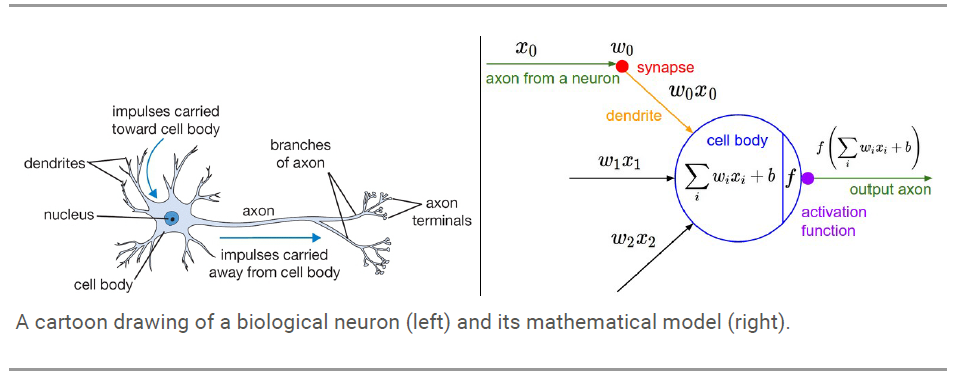 impulses carried
toward cell body
branches
of axon
dendrites
nucleus
axon
axon
terminals
impulses carried
away from cell body
cell body
x₀
w₀
synapse
axon from a neuron
w₀x₀
dendrite
cell body
f(∑ᵢ wᵢxᵢ + b)
w₁x₁
∑ᵢ wᵢxᵢ + b
f
output axon
activation
function
w₂x₂
A cartoon drawing of a biological neuron (left) and its mathematical model (right).